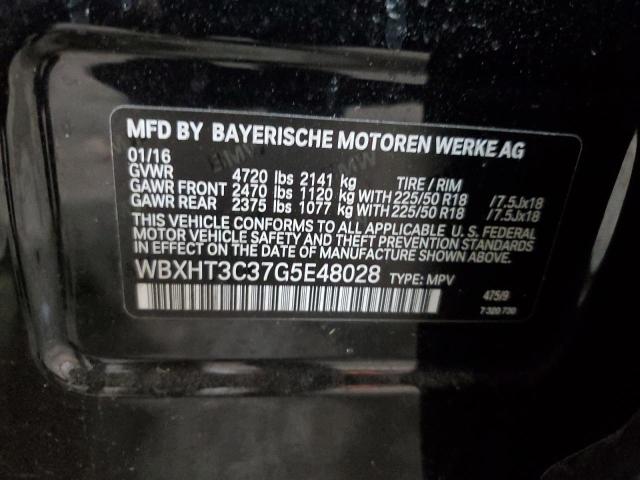 MFD BY BAYERISCHE MOTOREN WERKE AG
01/16
GVWR 4720 lbs 2141 kg TIRE / RIM
GAWR FRONT 2470 lbs 1120 kg WITH 225/50 R18 /7.5Jx18
GAWR REAR 2375 lbs 1077 kg WITH 225/50 R18 /7.5Jx18
THIS VEHICLE CONFORMS TO ALL APPLICABLE U. S. FEDERAL
MOTOR VEHICLE SAFETY AND THEFT PREVENTION STANDARDS
IN EFFECT ON THE DATE OF MANUFACTURE SHOWN ABOVE.
WBXHT3C37G5E48028 TYPE: MPV
475/9
7 320 730